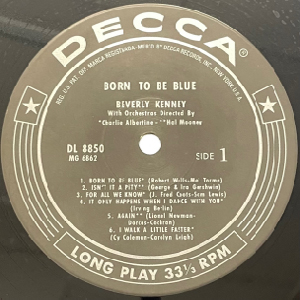 DECCA
REG. U.S. PAT. OFF. MARCA REGISTRADA-MFR'D BY DECCA RECORDS, INC., NEW YORK, U.S.A.
BORN TO BE BLUE
BEVERLY KENNEY
With Orchestras Directed By
*Charlie Albertine - **Hal Mooney
DL 8850
MG 6862
SIDE 1
1. BORN TO BE BLUE* (Robert Wells-Mel Torme)
2. ISN'T IT A PITY** (George & Ira Gershwin)
3. FOR ALL WE KNOW* (J. Fred Coots-Sam Lewis)
4. IT ONLY HAPPENS WHEN I DANCE WITH YOU*
(Irving Berlin)
5. AGAIN** (Lionel Newman-
Dorcas-Cochran)
6. I WALK A LITTLE FASTER*
(Cy Coleman-Carolyn Leigh)
LONG PLAY 33⅓ RPM